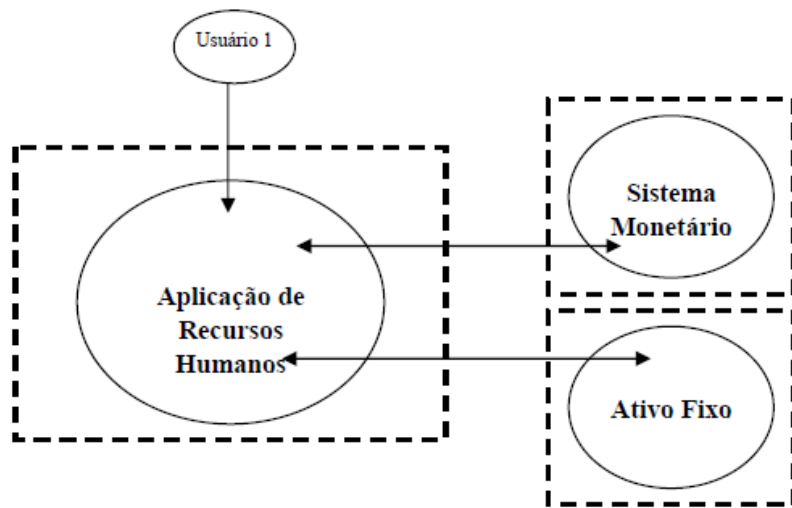 Usuário 1
Sistema
Monetário
Aplicação de
Recursos
Humanos
Ativo Fixo